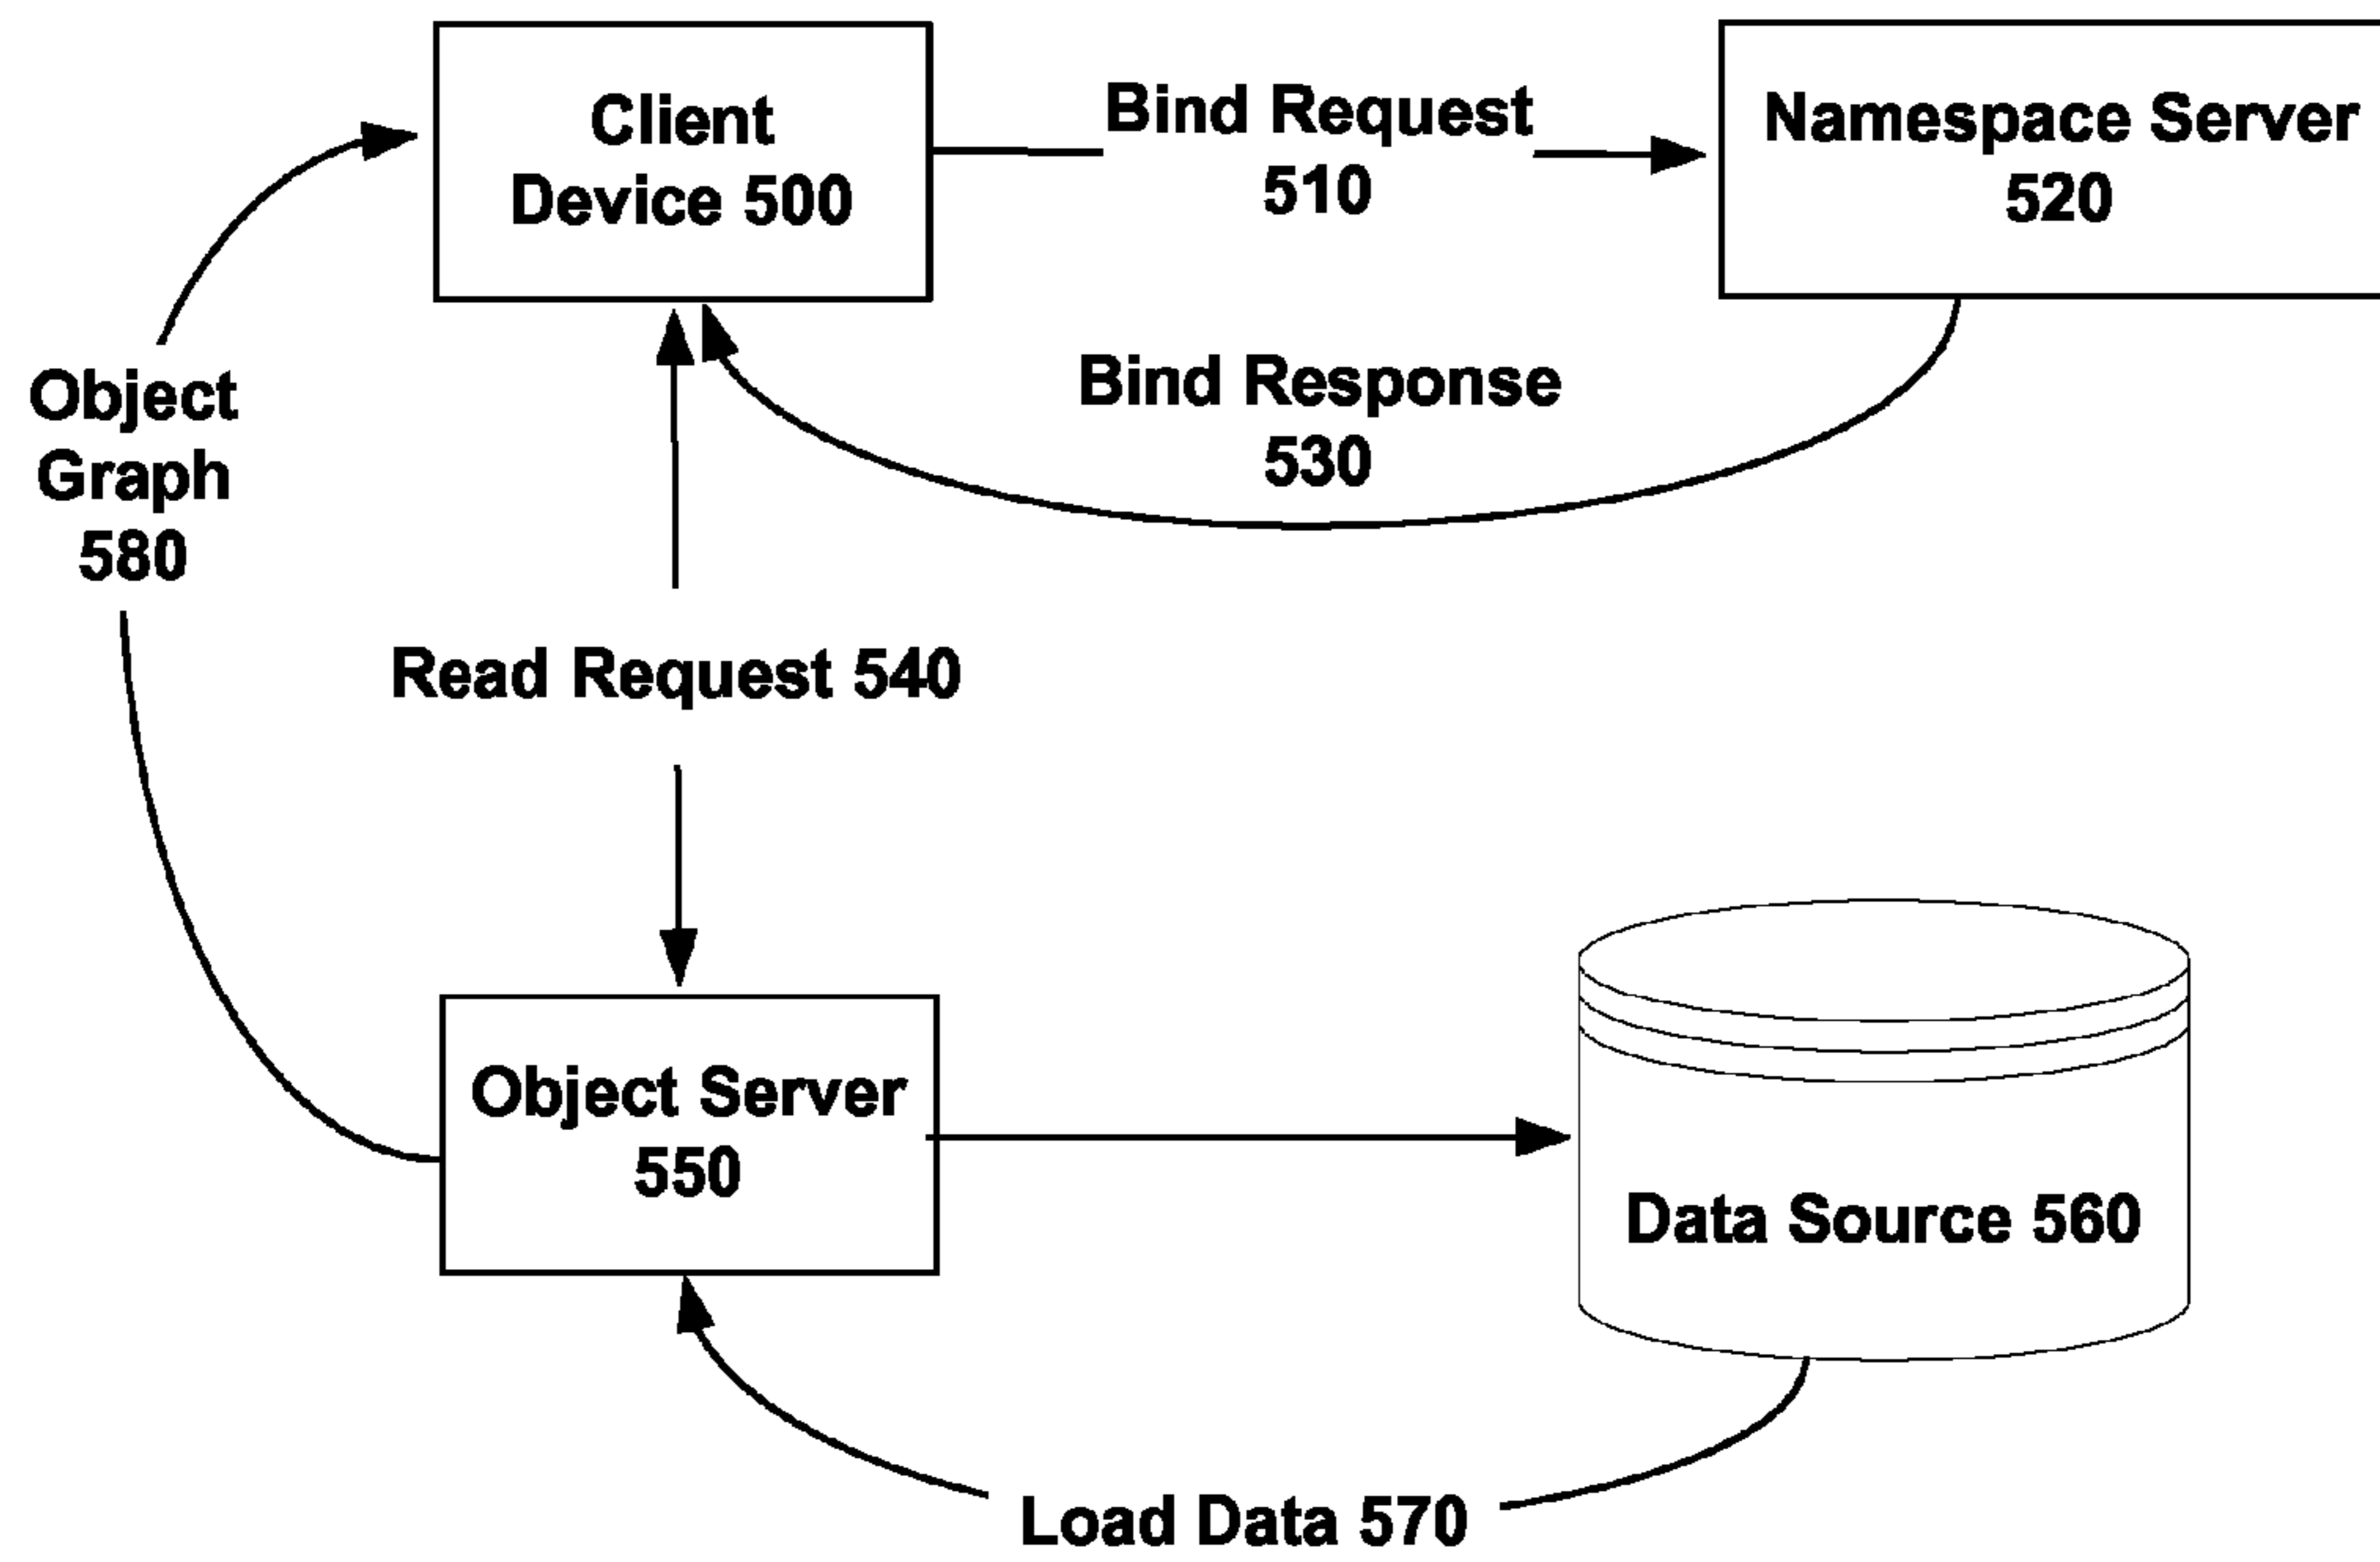 Client
Device 500
Bind Request
510
Namespace Server
520
Bind Response
530
Object
Graph
580
Read Request 540
Object Server
550
Data Source 560
Load Data 570